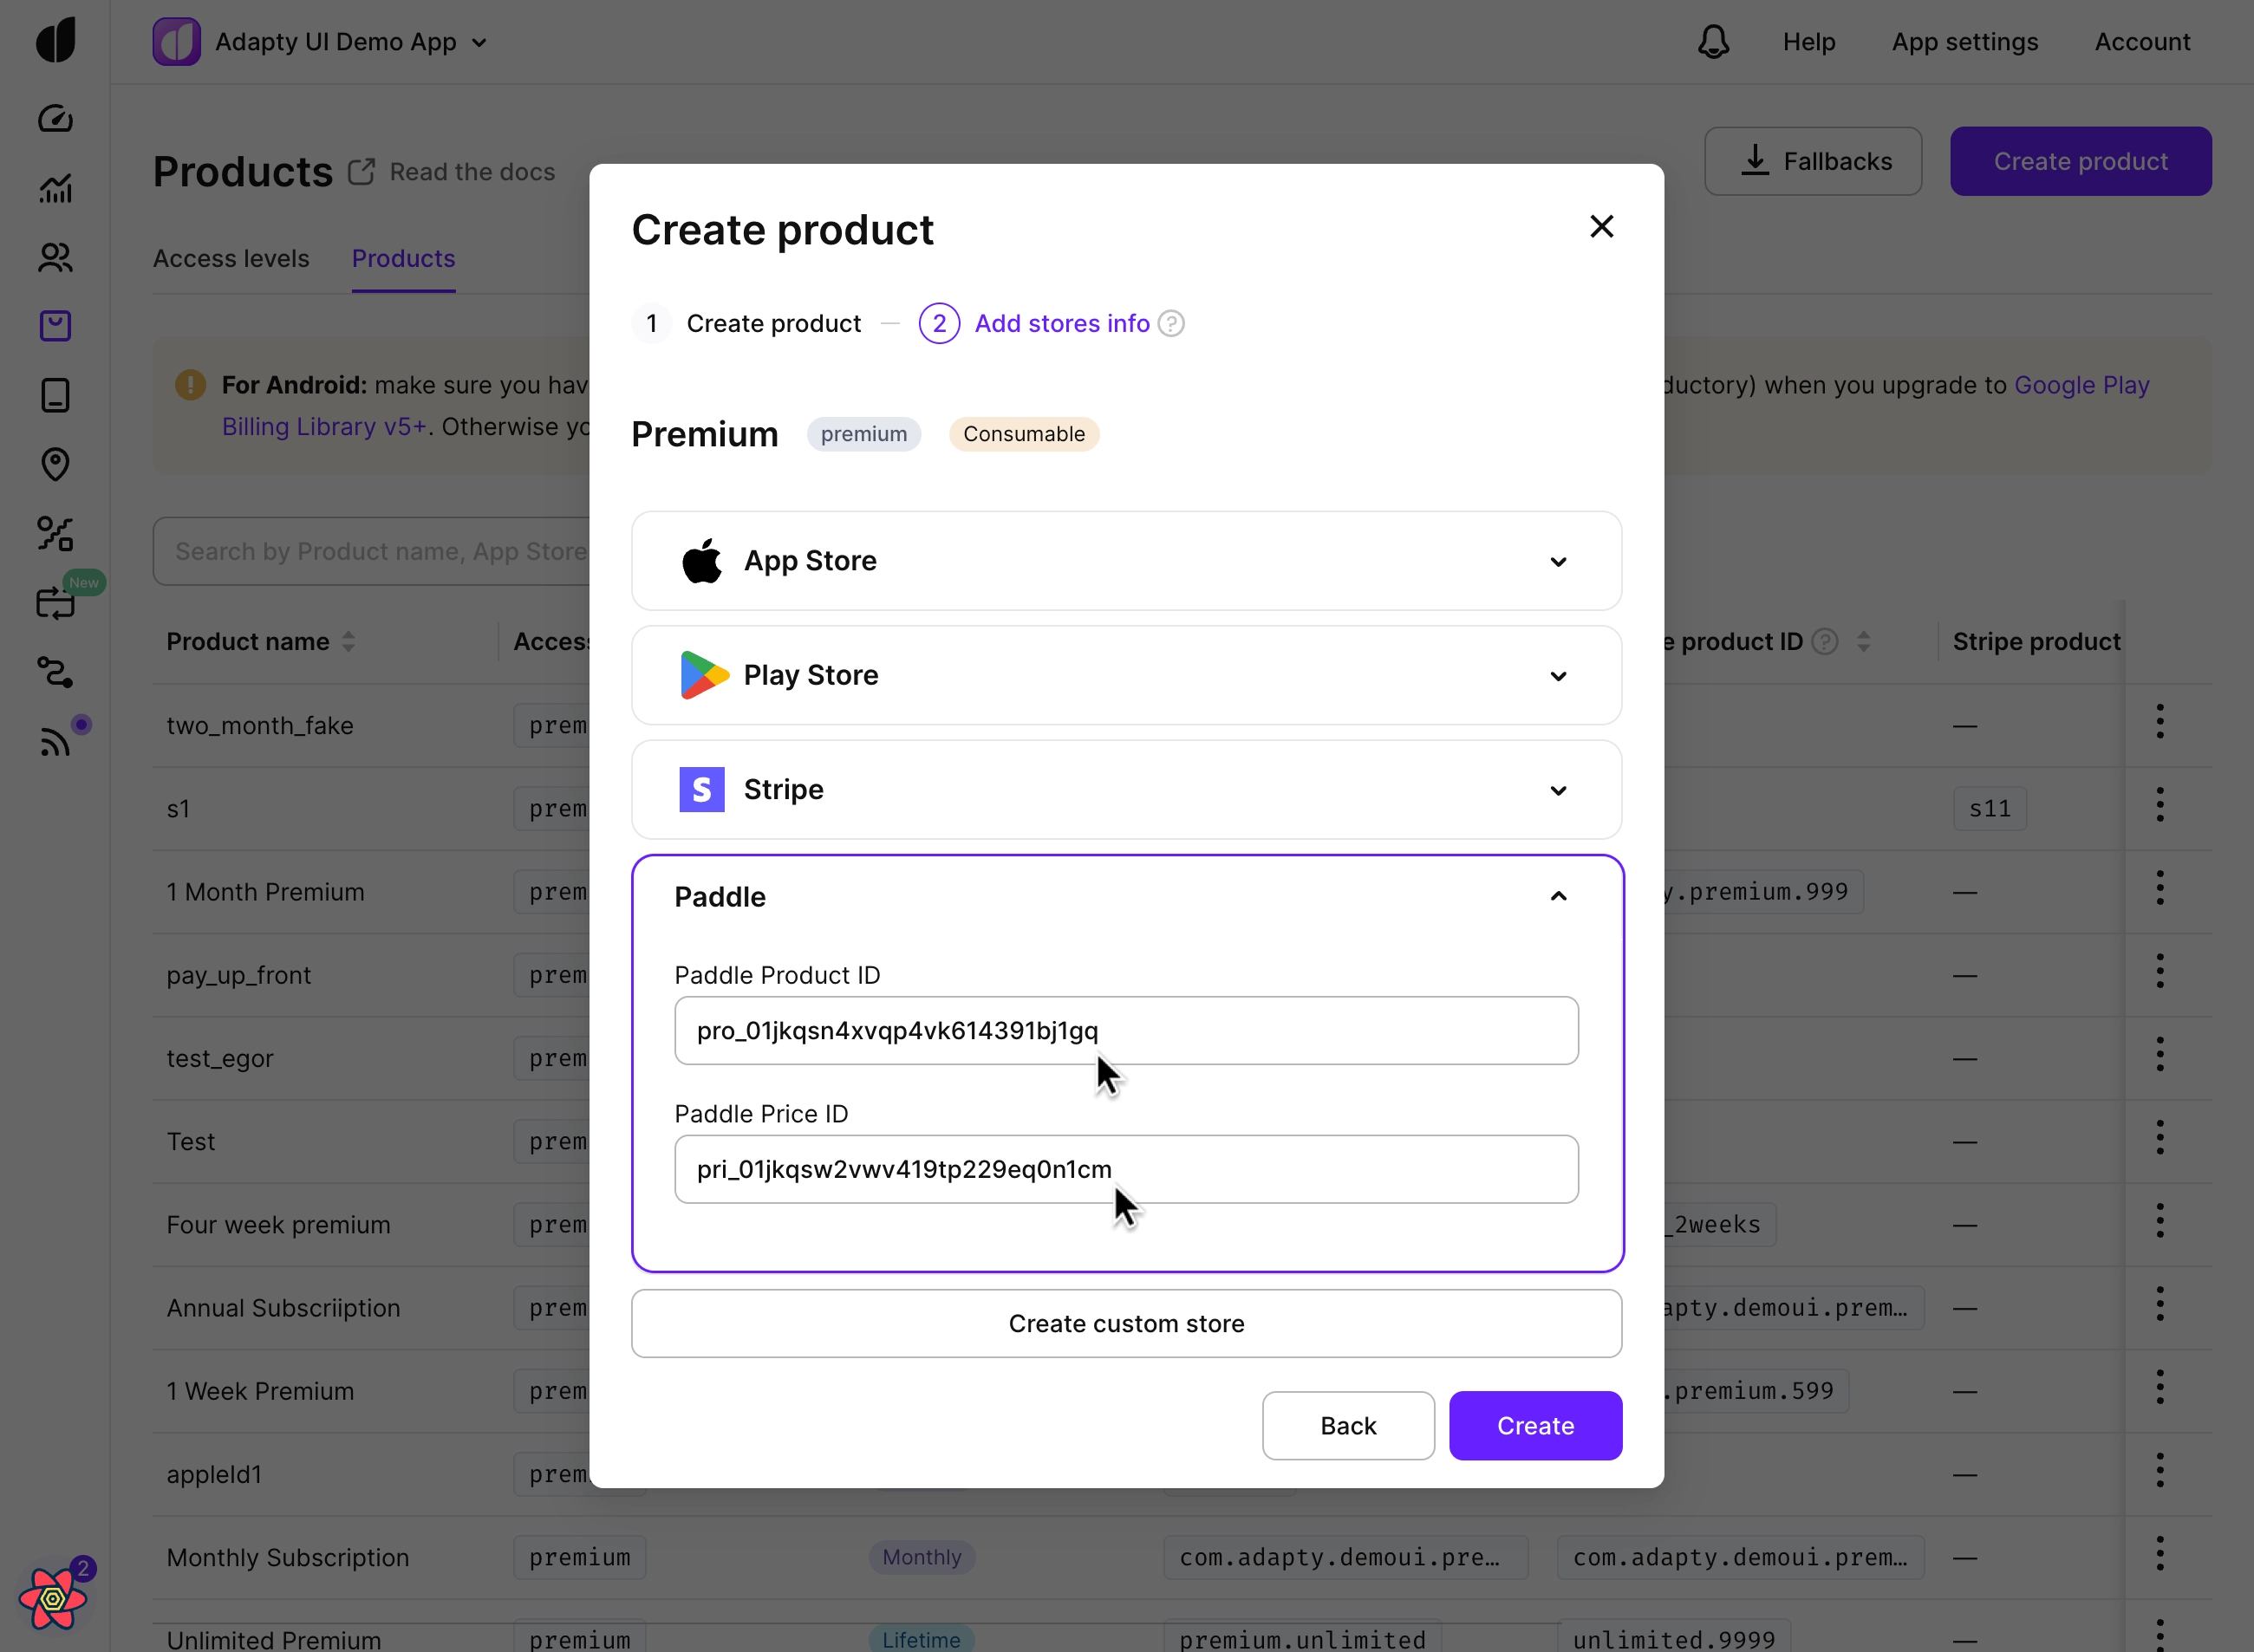 Adapty UI Demo App
Help
App settings
Account
Products
Read the docs
Fallbacks
Create product
Access levels
Products
For Android: make sure you hav
ductory) when you upgrade to Google Play
Billing Library v5+. Otherwise yo
Search by Product name, App Store
New
Product name
Access
e product ID
Stripe product
two_month_fake
prem
—
s1
prem
s11
1 Month Premium
prem
y.premium.999
—
pay_up_front
prem
—
test_egor
prem
—
Test
prem
—
Four week premium
prem
_2weeks
—
Annual Subscriiption
prem
apty.demoui.prem…
—
1 Week Premium
prem
.premium.599
—
appleId1
prem
—
Monthly Subscription
premium
Monthly
com.adapty.demoui.pre…
com.adapty.demoui.prem…
—
Unlimited Premium
premium
Lifetime
premium.unlimited
unlimited.9999
—
2
Create product
1 Create product — 2 Add stores info ?
Premium premium Consumable
App Store
Play Store
Stripe
Paddle
Paddle Product ID
pro_01jkqsn4xvqp4vk614391bj1gq
Paddle Price ID
pri_01jkqsw2vwv419tp229eq0n1cm
Create custom store
Back
Create